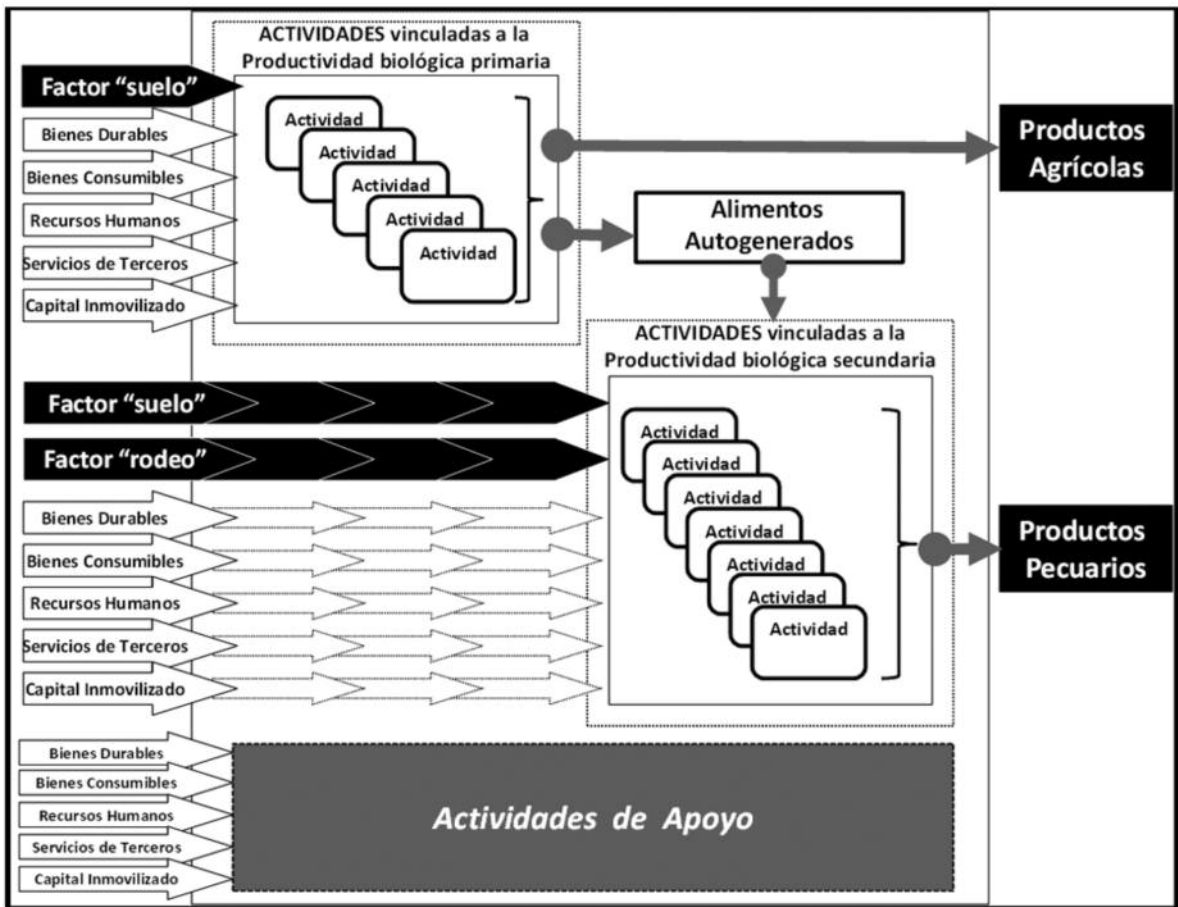 ACTIVIDADES vinculadas a la
Productividad biológica primaria
Factor “suelo”
Bienes Durables
Bienes Consumibles
Recursos Humanos
Servicios de Terceros
Capital Inmovilizado
Actividad
Actividad
Actividad
Actividad
Actividad
Productos
Agrícolas
Alimentos
Autogenerados
ACTIVIDADES vinculadas a la
Productividad biológica secundaria
Factor “suelo”
Factor “rodeo”
Bienes Durables
Bienes Consumibles
Recursos Humanos
Servicios de Terceros
Capital Inmovilizado
Actividad
Actividad
Actividad
Actividad
Actividad
Actividad
Actividad
Productos
Pecuarios
Bienes Durables
Bienes Consumibles
Recursos Humanos
Servicios de Terceros
Capital Inmovilizado
Actividades de Apoyo